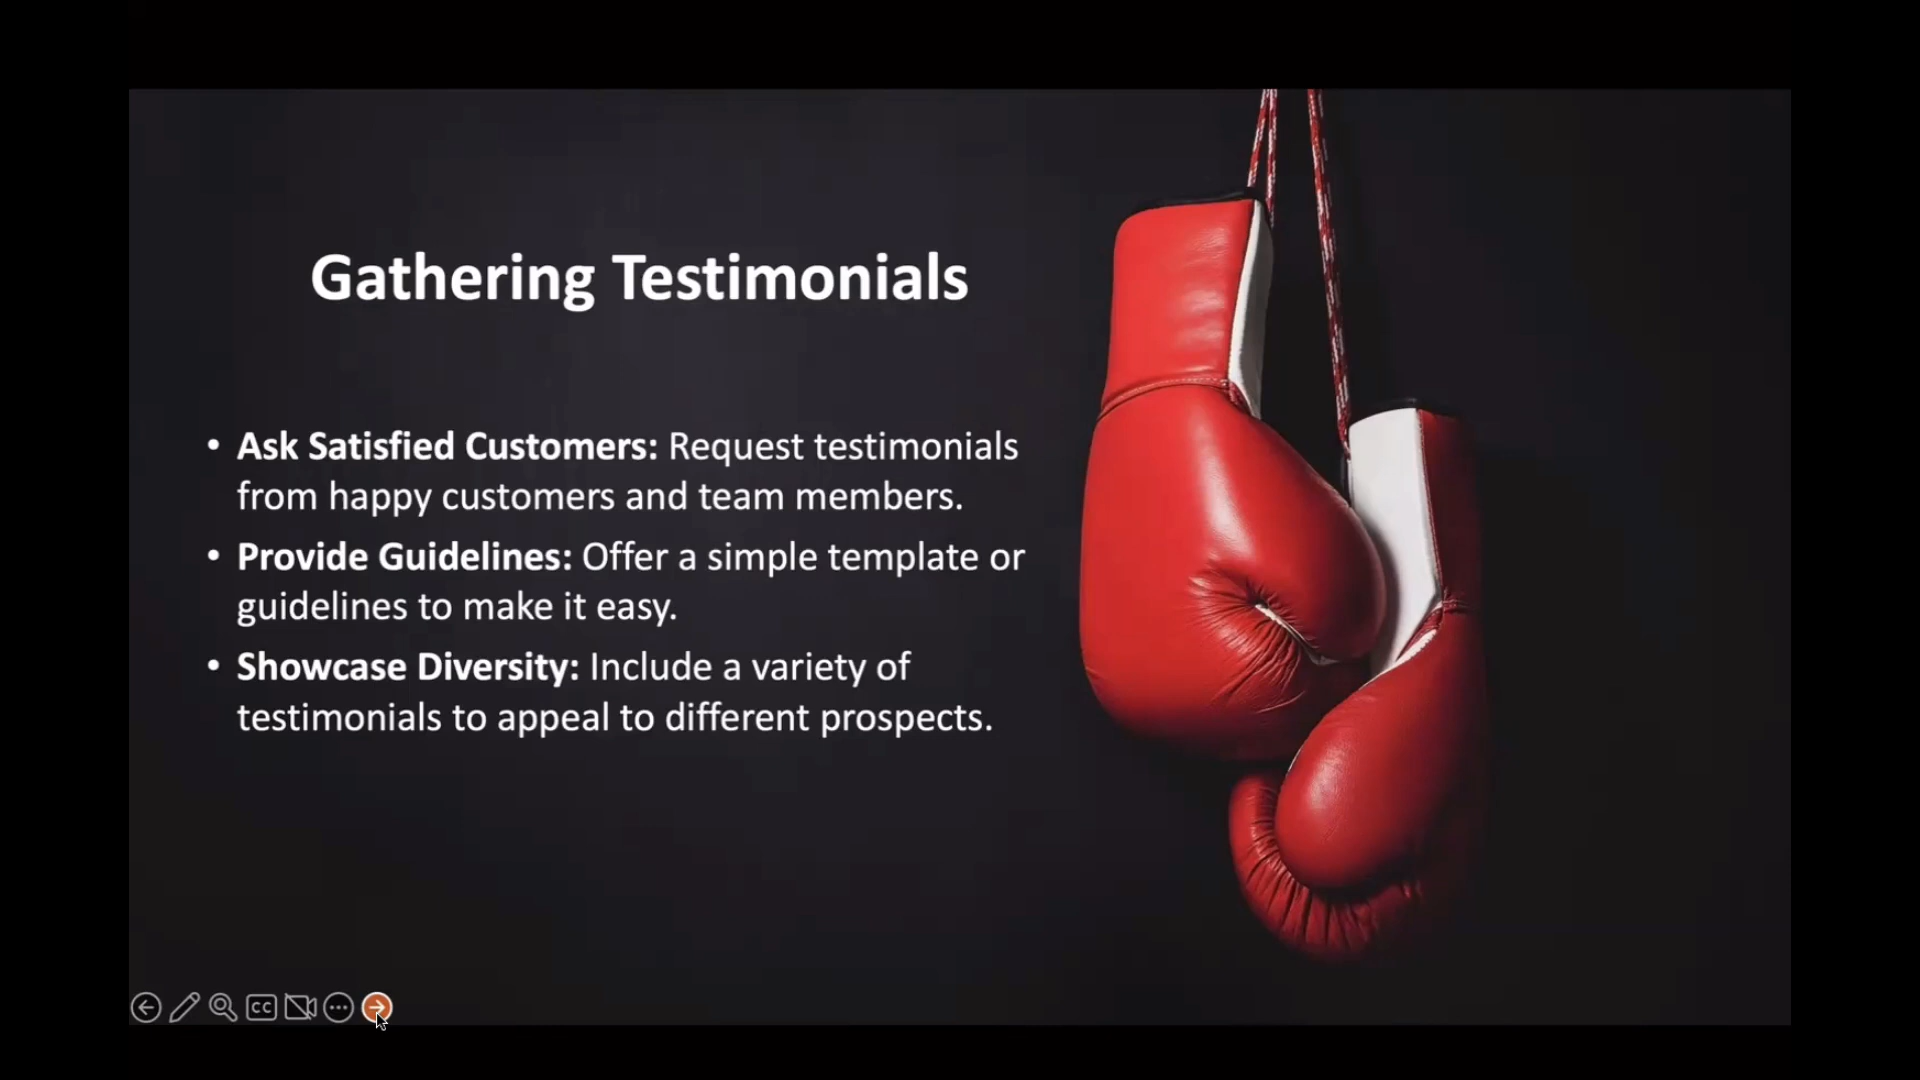 Gathering Testimonials
• Ask Satisfied Customers: Request testimonials
from happy customers and team members.
• Provide Guidelines: Offer a simple template or
guidelines to make it easy.
• Showcase Diversity: Include a variety of
testimonials to appeal to different prospects.
CC